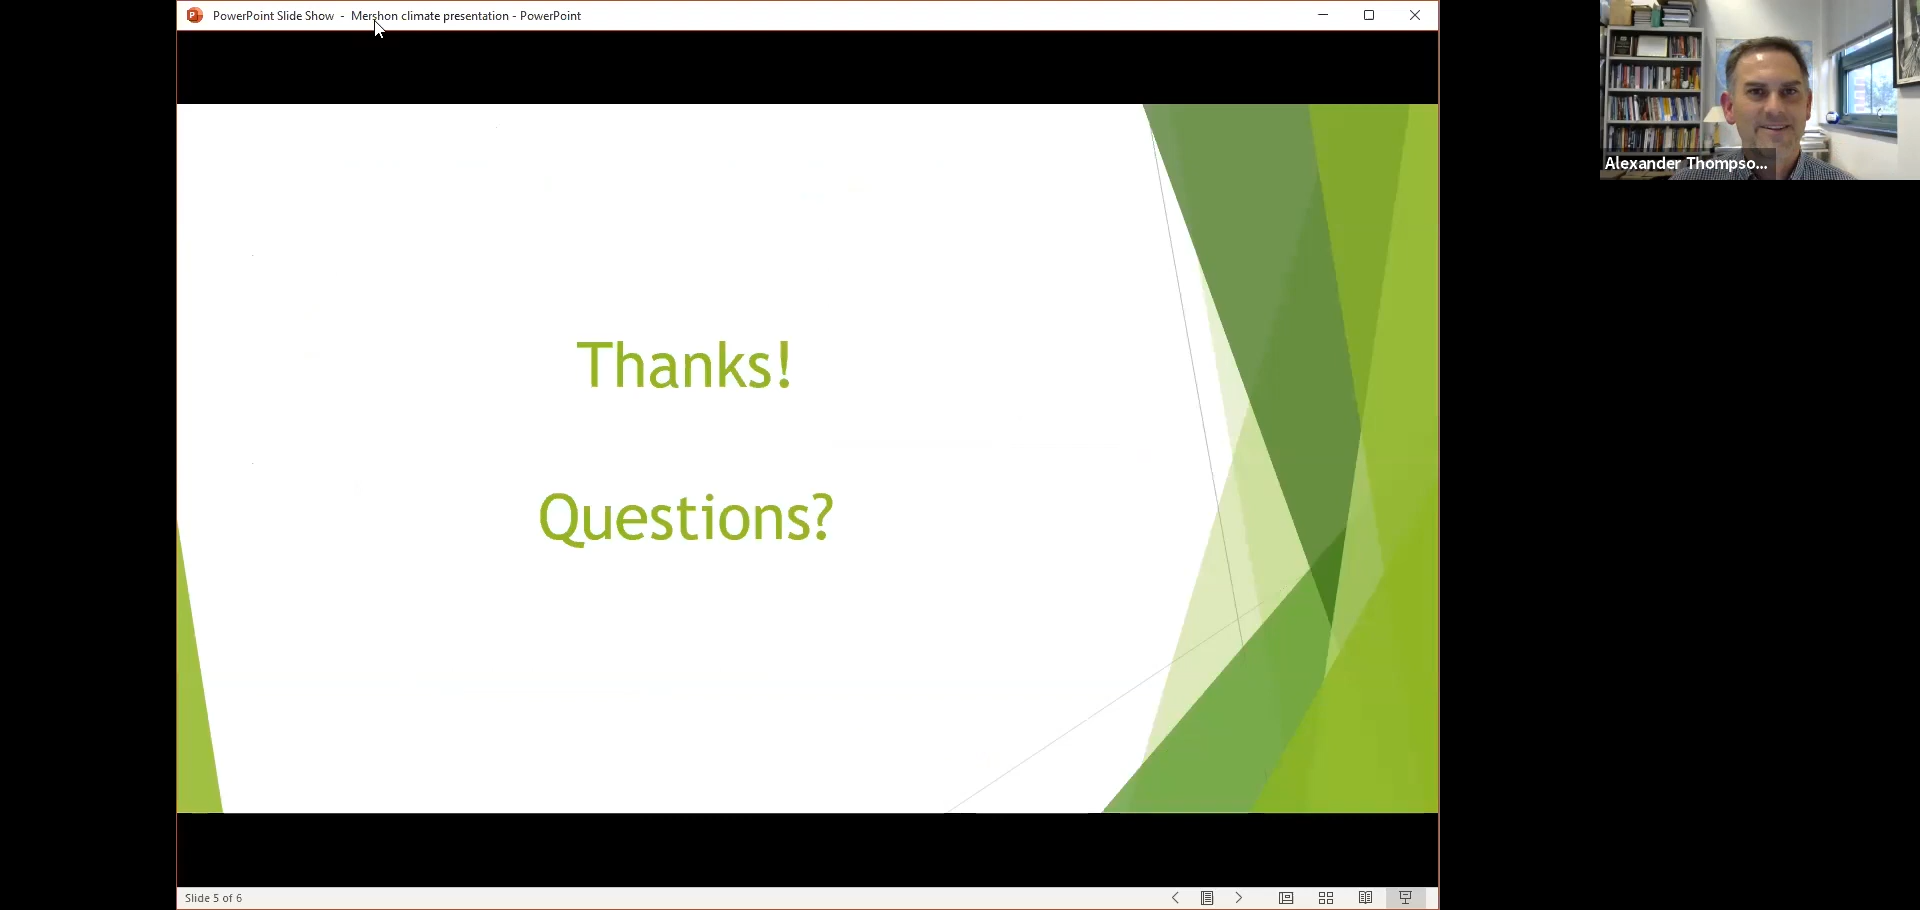 PowerPoint Slide Show - Mershon climate presentation - PowerPoint
Alexander Thompso...
Thanks!
Questions?
Slide 5 of 6